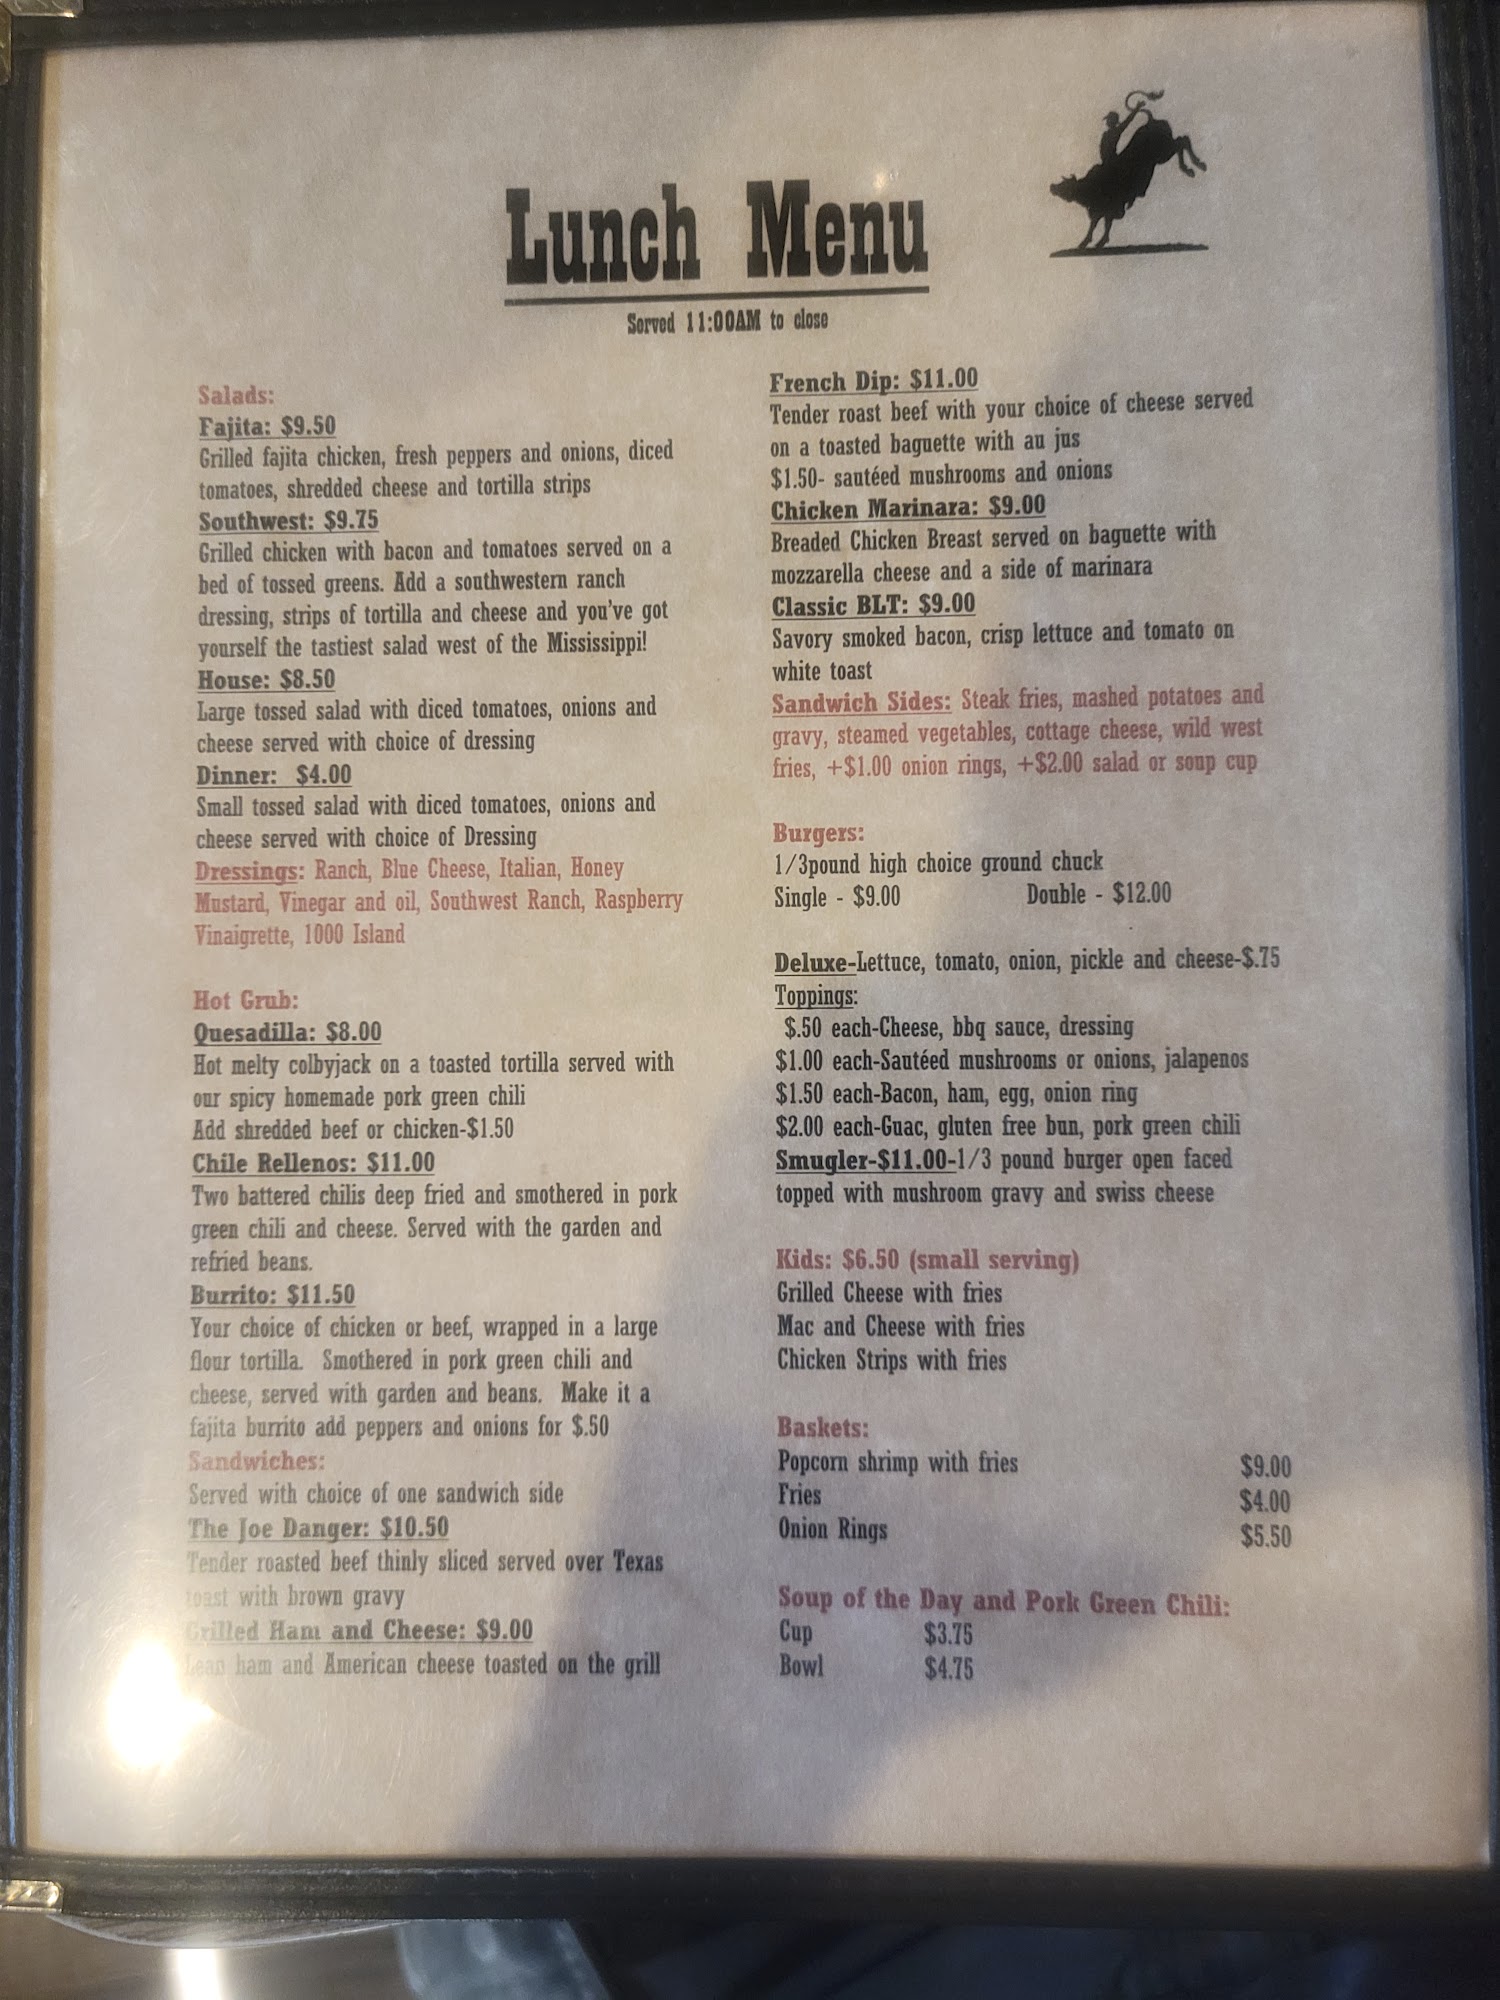 Lunch Menu
Served 11:00AM to close
Salads:
Fajita: $9.50
Grilled fajita chicken, fresh peppers and onions, diced
tomatoes, shredded cheese and tortilla strips
Southwest: $9.75
Grilled chicken with bacon and tomatoes served on a
bed of tossed greens. Add a southwestern ranch
dressing, strips of tortilla and cheese and you've got
yourself the tastiest salad west of the Mississippi!
House: $8.50
Large tossed salad with diced tomatoes, onions and
cheese served with choice of dressing
Dinner: $4.00
Small tossed salad with diced tomatoes, onions and
cheese served with choice of Dressing
Dressings: Ranch, Blue Cheese, Italian, Honey
Mustard, Vinegar and oil, Southwest Ranch, Raspberry
Vinaigrette, 1000 Island
Hot Grub:
Quesadilla: $8.00
Hot melty colbyjack on a toasted tortilla served with
our spicy homemade pork green chili
Add shredded beef or chicken-$1.50
Chile Rellenos: $11.00
Two battered chilis deep fried and smothered in pork
green chili and cheese. Served with the garden and
refried beans.
Burrito: $11.50
Your choice of chicken or beef, wrapped in a large
flour tortilla. Smothered in pork green chili and
cheese, served with garden and beans. Make it a
fajita burrito add peppers and onions for $.50
Sandwiches:
Served with choice of one sandwich side
The Joe Danger: $10.50
Tender roasted beef thinly sliced served over Texas
toast with brown gravy
Grilled Ham and Cheese: $9.00
Lean ham and American cheese toasted on the grill
French Dip: $11.00
Tender roast beef with your choice of cheese served
on a toasted baguette with au jus
$1.50- sautéed mushrooms and onions
Chicken Marinara: $9.00
Breaded Chicken Breast served on baguette with
mozzarella cheese and a side of marinara
Classic BLT: $9.00
Savory smoked bacon, crisp lettuce and tomato on
white toast
Sandwich Sides: Steak fries, mashed potatoes and
gravy, steamed vegetables, cottage cheese, wild west
fries, +$1.00 onion rings, +$2.00 salad or soup cup
Burgers:
1/3pound high choice ground chuck
Single - $9.00 Double - $12.00
Deluxe-Lettuce, tomato, onion, pickle and cheese-$.75
Toppings:
$.50 each-Cheese, bbq sauce, dressing
$1.00 each-Sautéed mushrooms or onions, jalapenos
$1.50 each-Bacon, ham, egg, onion ring
$2.00 each-Guac, gluten free bun, pork green chili
Smugler-$11.00-1/3 pound burger open faced
topped with mushroom gravy and swiss cheese
Kids: $6.50 (small serving)
Grilled Cheese with fries
Mac and Cheese with fries
Chicken Strips with fries
Baskets:
Popcorn shrimp with fries $9.00
Fries $4.00
Onion Rings $5.50
Soup of the Day and Pork Green Chili:
Cup $3.75
Bowl $4.75